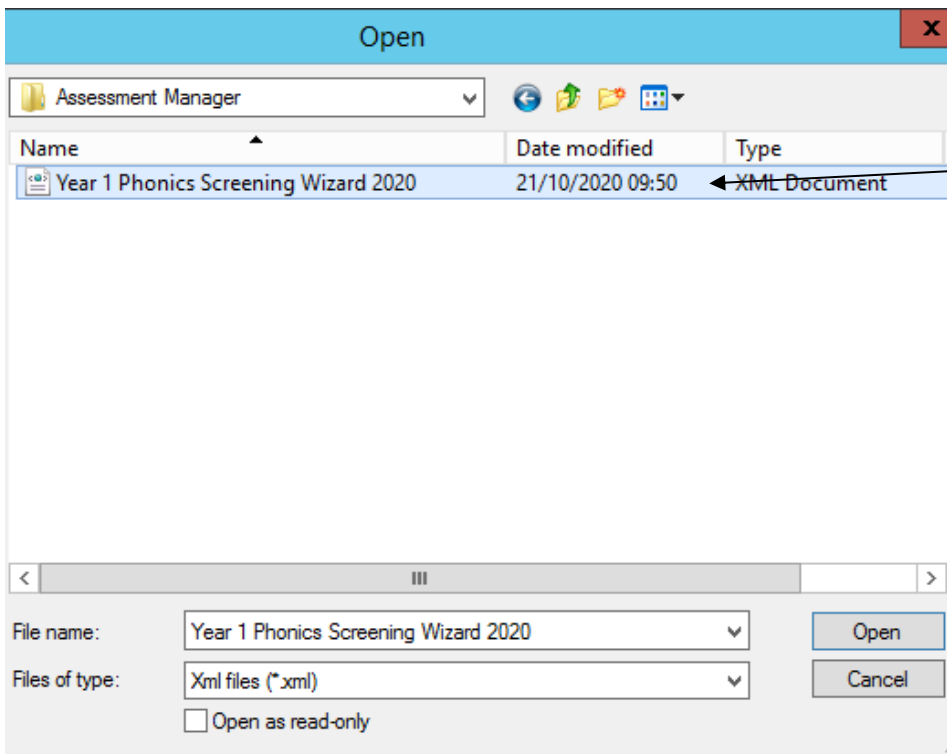 Open
x
Assessment Manager
Name Date modified Type
Year 1 Phonics Screening Wizard 2020 21/10/2020 09:50 XML Document
File name: Year 1 Phonics Screening Wizard 2020 Open
Files of type: Xml files (*.xml) Cancel
Open as read-only